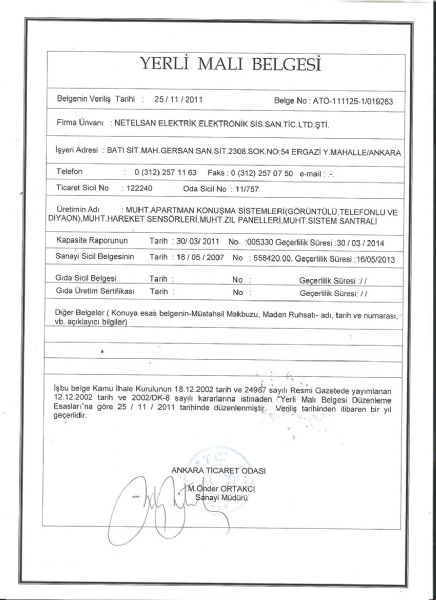 YERLİ MALI BELGESİ
Belgenin Veriliş Tarihi : 25 / 11 / 2011 Belge No : ATO-111125-1/019263
Firma Ünvanı : NETELSAN ELEKTRİK ELEKTRONİK SİS.SAN.TİC.LTD.ŞTİ.
İşyeri Adresi : BATI SİT.MAH.GERSAN SAN.SİT.2308.SOK.NO:54 ERGAZİ Y.MAHALLE/ANKARA
Telefon : 0 (312) 257 11 63 Faks : 0 (312) 257 07 50 e-mail : .-.
Ticaret Sicil No : 122240 Oda Sicil No : 11/757
Üretimin Adı : MUHT.APARTMAN KONUŞMA SİSTEMLERİ(GÖRÜNTÜLÜ,TELEFONLU VE
DİYAON),MUHT.HAREKET SENSÖRLERİ,MUHT.ZİL PANELLERİ,MUHT.SİSTEM SANTRALI
Kapasite Raporunun Tarih : 30/ 03 / 2011 No. :005330 Geçerlilik Süresi :30 / 03 / 2014
Sanayi Sicil Belgesinin Tarih : 16 / 05 / 2007 No : 558420.00. Geçerlilik Süresi :16/05/2013
Gıda Sicil Belgesi Tarih : No : Geçerlilik Süresi : / /
Gıda Üretim Sertifikası Tarih : No : Geçerlilik Süresi: / /
Diğer Belgeler ( Konuya esas belgenin-Müstahsil Makbuzu, Maden Ruhsatı- adı, tarih ve numarası,
vb. açıklayıcı bilgiler)
İşbu belge Kamu İhale Kurulunun 18.12.2002 tarih ve 24967 sayılı Resmi Gazetede yayımlanan
12.12.2002 tarih ve 2002/DK-8 sayılı kararlarına istinaden "Yerli Malı Belgesi Düzenleme
Esasları"na göre 25 / 11 / 2011 tarihinde düzenlenmiştir. Veriliş tarihinden itibaren bir yıl
geçerlidir.
ANKARA TİCARET ODASI
M.Önder ORTAKCI
Sanayi Müdürü